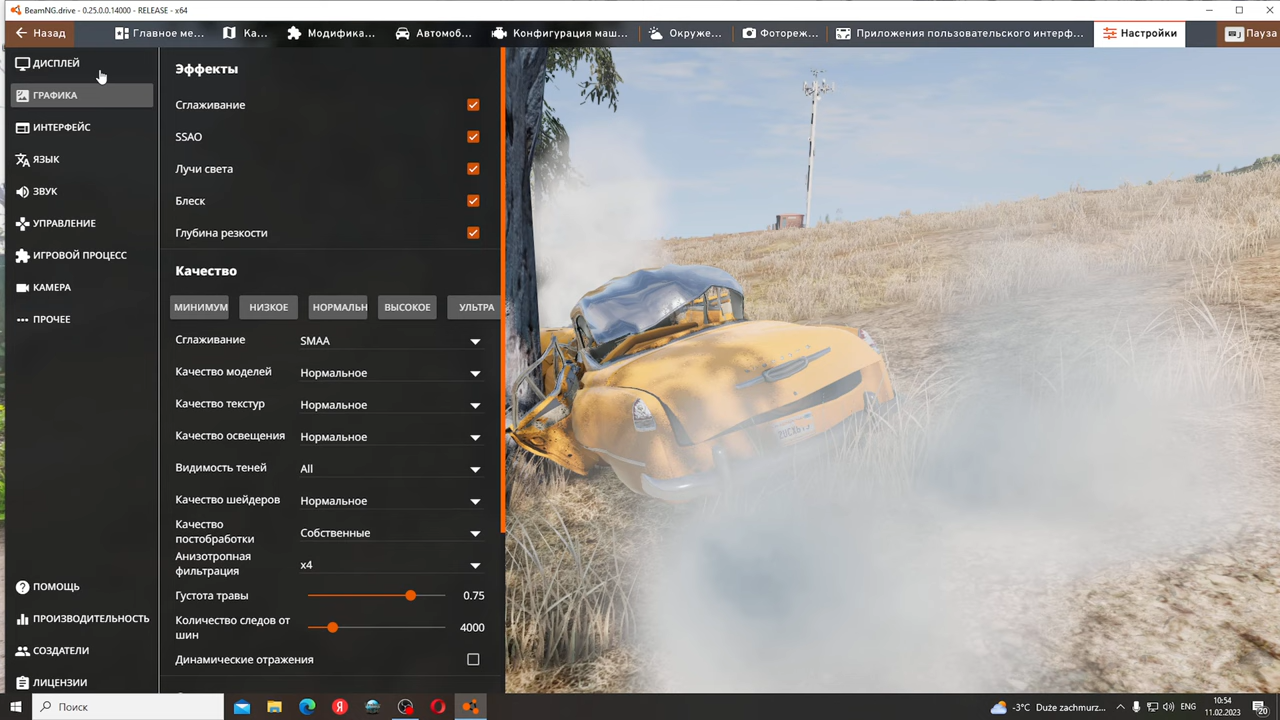 BeamNG.drive - 0.25.0.0.14000 - RELEASE - x64
Назад
Главное ме...
Ка...
Модифика...
Автомоб...
Конфигурация маш...
Окруже...
Фотореж...
Приложения пользовательского интерф...
Настройки
Пауза
ДИСПЛЕЙ
ГРАФИКА
ИНТЕРФЕЙС
ЯЗЫК
ЗВУК
УПРАВЛЕНИЕ
ИГРОВОЙ ПРОЦЕСС
КАМЕРА
ПРОЧЕЕ
ПОМОЩЬ
ПРОИЗВОДИТЕЛЬНОСТЬ
СОЗДАТЕЛИ
ЛИЦЕНЗИИ
Эффекты
Сглаживание
SSAO
Лучи света
Блеск
Глубина резкости
Качество
МИНИМУМ
НИЗКОЕ
НОРМАЛЬН
ВЫСОКОЕ
УЛЬТРА
Сглаживание SMAA
Качество моделей Нормальное
Качество текстур Нормальное
Качество освещения Нормальное
Видимость теней All
Качество шейдеров Нормальное
Качество
постобработки Собственные
Анизотропная
фильтрация x4
Густота травы 0.75
Количество следов от
шин 4000
Динамические отражения
Поиск
-3°C Duże zachmurz...
ENG
10:54
11.02.2023
20